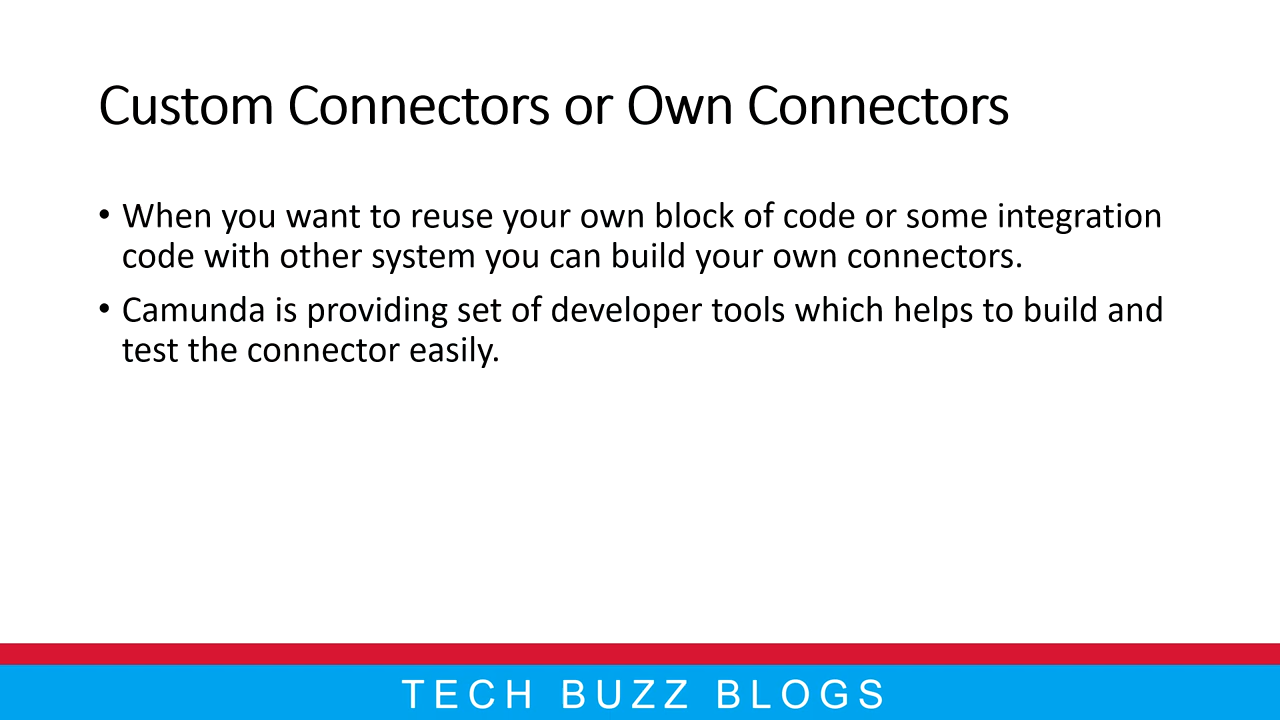 Custom Connectors or Own Connectors
• When you want to reuse your own block of code or some integration
code with other system you can build your own connectors.
• Camunda is providing set of developer tools which helps to build and
test the connector easily.
TECH BUZZ BLOGS